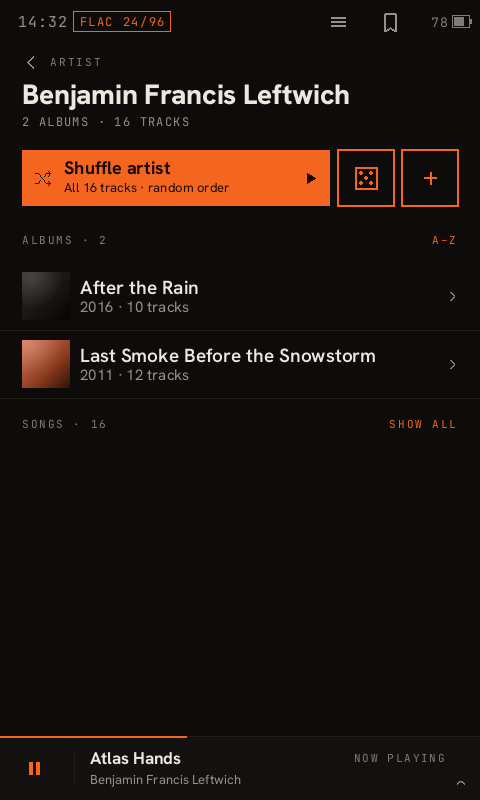 14:32 FLAC 24/96 78
ARTIST
Benjamin Francis Leftwich
2 ALBUMS · 16 TRACKS
Shuffle artist
All 16 tracks · random order
ALBUMS · 2 A–Z
After the Rain
2016 · 10 tracks
Last Smoke Before the Snowstorm
2011 · 12 tracks
SONGS · 16 SHOW ALL
Atlas Hands
NOW PLAYING
Benjamin Francis Leftwich